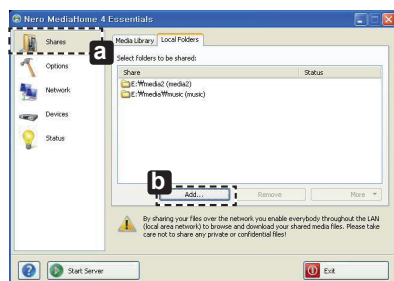 Nero MediaHome 4 Essentials
Shares
a
Media Library Local Folders
Select folders to be shared:
Share Status
E:₩media2 (media2)
E:₩media₩music (music)
Options
Network
Devices
Status
b
Add... Remove More
By sharing your files over the network you enable everybody throughout the LAN
(local area network) to browse and download your shared media files. Please take
care not to share any private or confidential files!
Start Server Exit